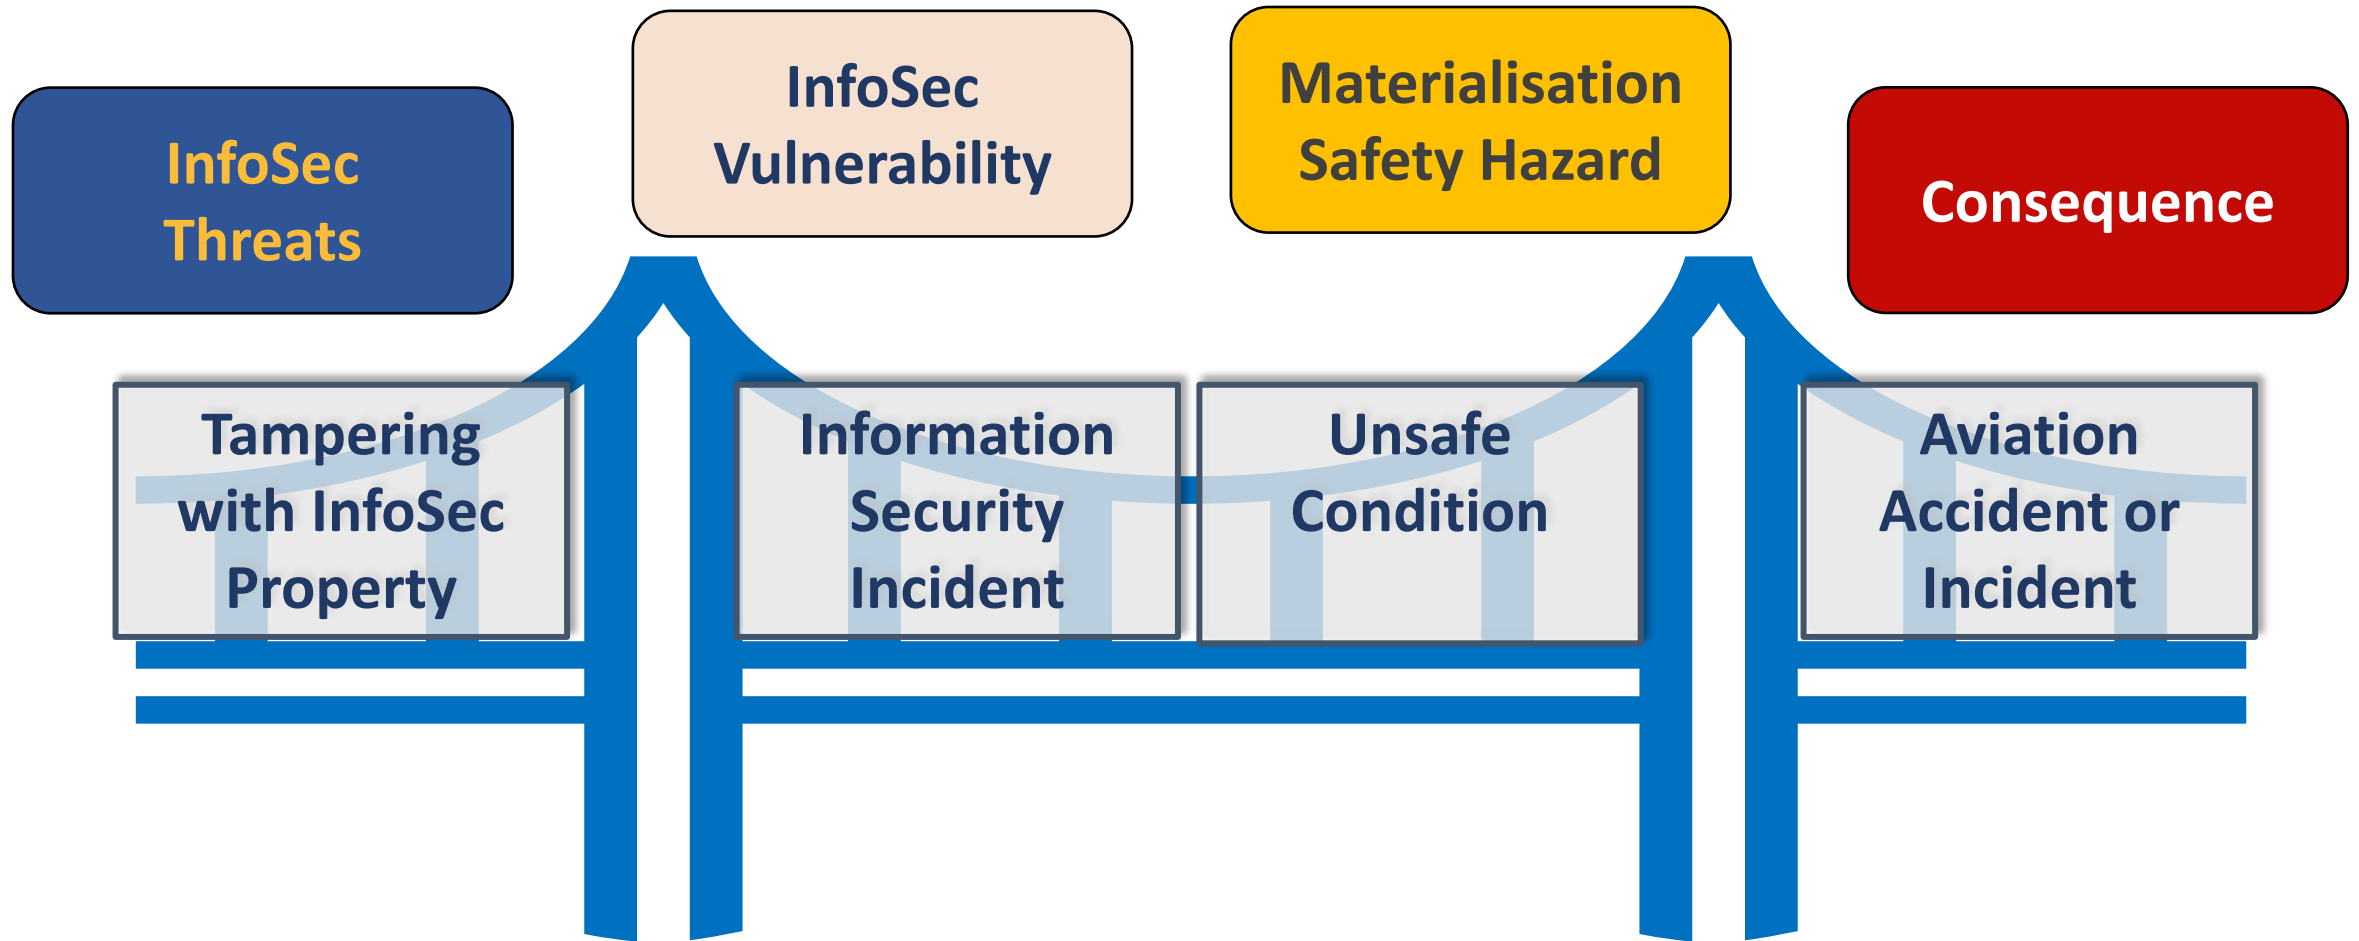 InfoSec
Threats
InfoSec
Vulnerability
Materialisation
Safety Hazard
Consequence
Tampering
with InfoSec
Property
Information
Security
Incident
Unsafe
Condition
Aviation
Accident or
Incident